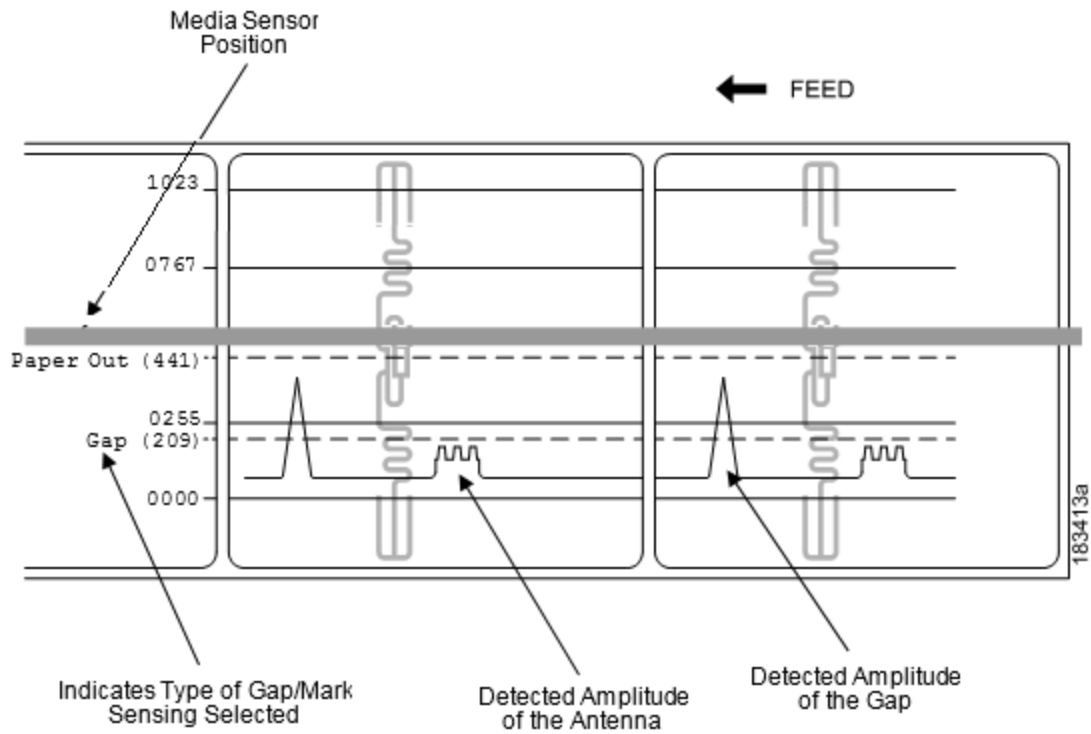 Media Sensor
Position
FEED
1023
0767
Paper Out (441)
0255
Gap (209)
0000
183413a
Indicates Type of Gap/Mark
Sensing Selected
Detected Amplitude
of the Antenna
Detected Amplitude
of the Gap